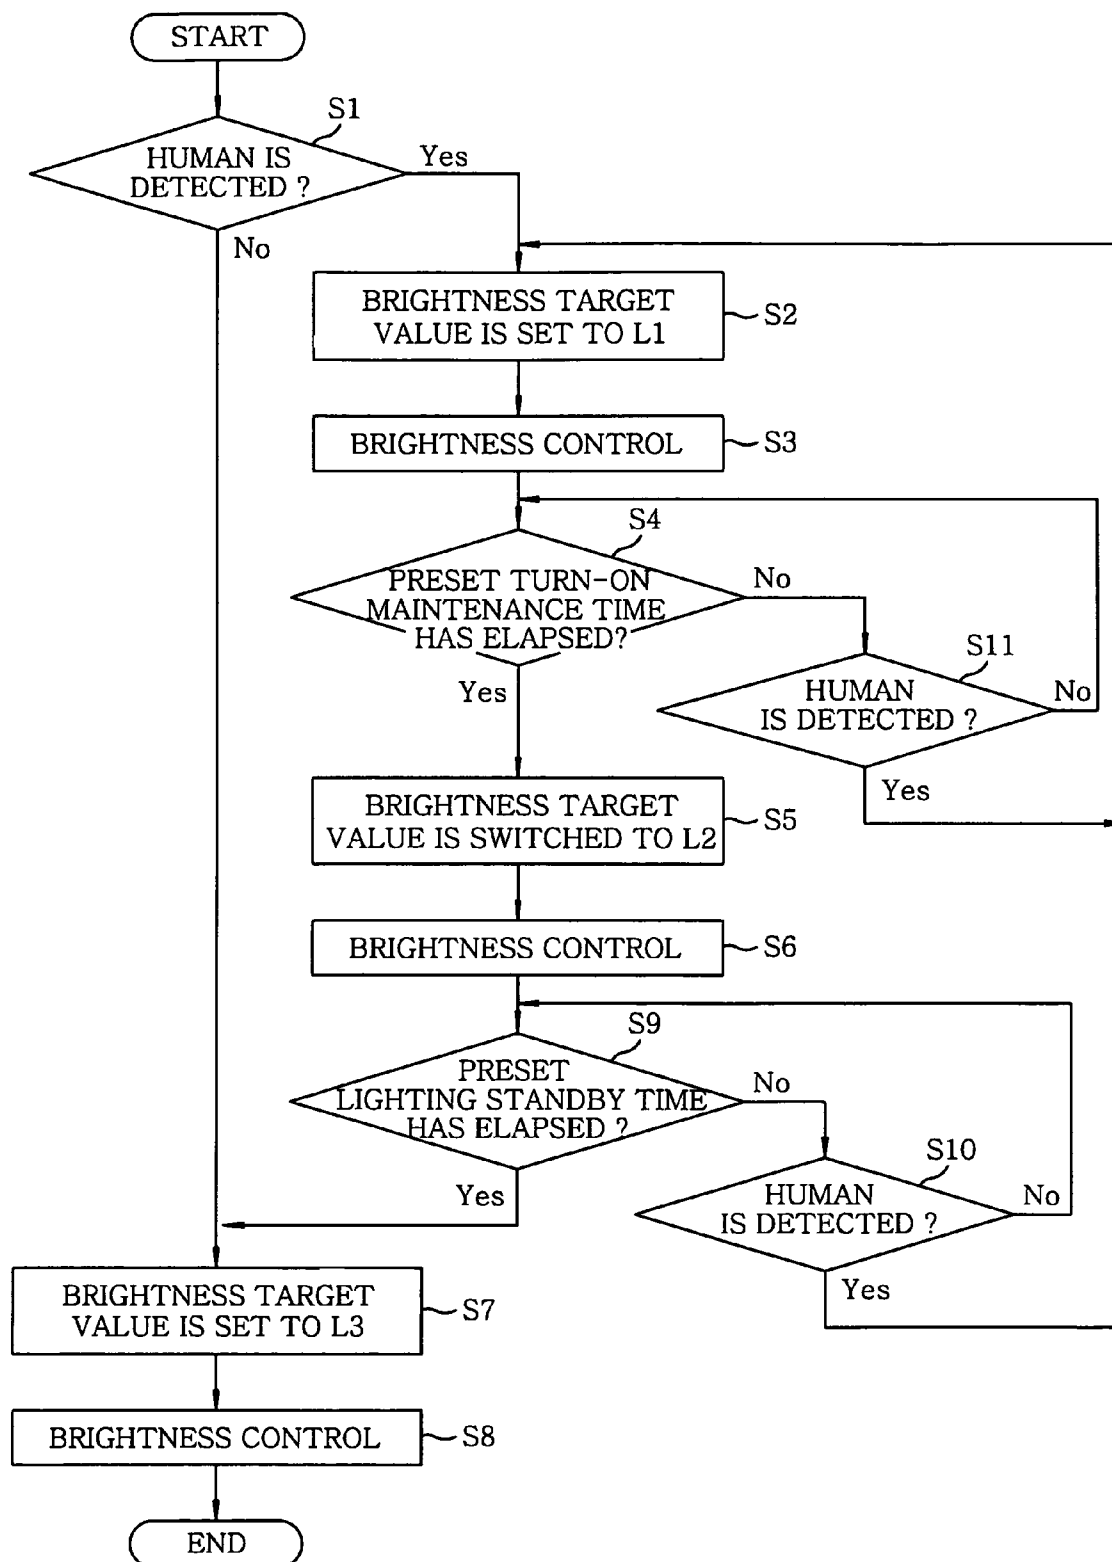 START
S1
HUMAN IS
DETECTED ?
Yes
No
BRIGHTNESS TARGET
VALUE IS SET TO L1
S2
BRIGHTNESS CONTROL
S3
S4
PRESET TURN-ON
MAINTENANCE TIME
HAS ELAPSED?
No
Yes
S11
HUMAN
IS DETECTED ?
No
Yes
BRIGHTNESS TARGET
VALUE IS SWITCHED TO L2
S5
BRIGHTNESS CONTROL
S6
S9
PRESET
LIGHTING STANDBY TIME
HAS ELAPSED ?
No
Yes
S10
HUMAN
IS DETECTED ?
No
Yes
BRIGHTNESS TARGET
VALUE IS SET TO L3
S7
BRIGHTNESS CONTROL
S8
END